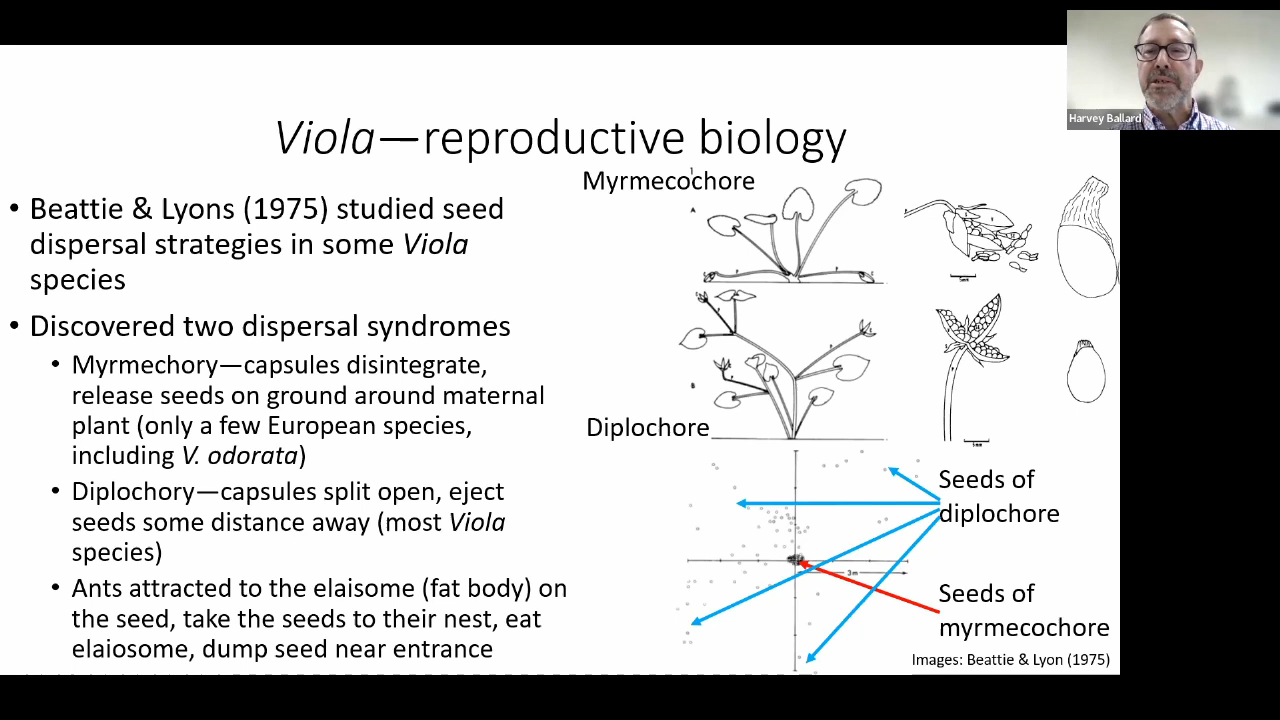 Harvey Ballard
Viola—reproductive biology
• Beattie & Lyons (1975) studied seed
dispersal strategies in some Viola
species
• Discovered two dispersal syndromes
• Myrmechory—capsules disintegrate,
release seeds on ground around maternal
plant (only a few European species,
including V. odorata)
• Diplochory—capsules split open, eject
seeds some distance away (most Viola
species)
• Ants attracted to the elaisome (fat body) on
the seed, take the seeds to their nest, eat
elaiosome, dump seed near entrance
Myrmecochore
A
B
Diplochore
3m
Seeds of
diplochore
Seeds of
myrmecochore
Images: Beattie & Lyon (1975)